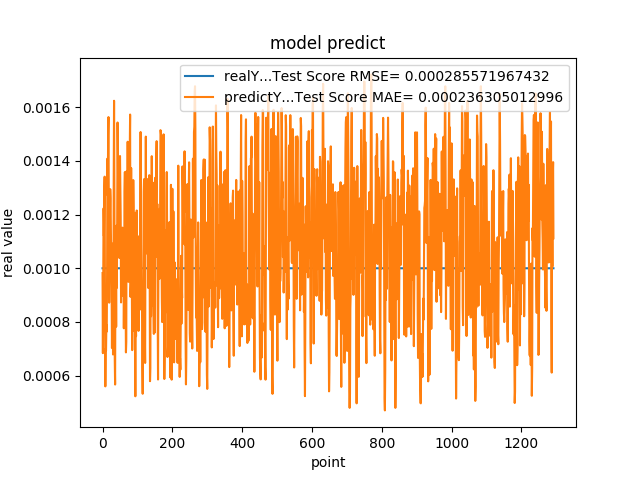 model predict
realY...Test Score RMSE= 0.000285571967432
predictY...Test Score MAE= 0.000236305012996
0.0016
0.0014
0.0012
0.0010
0.0008
0.0006
real value
0 200 400 600 800 1000 1200
point